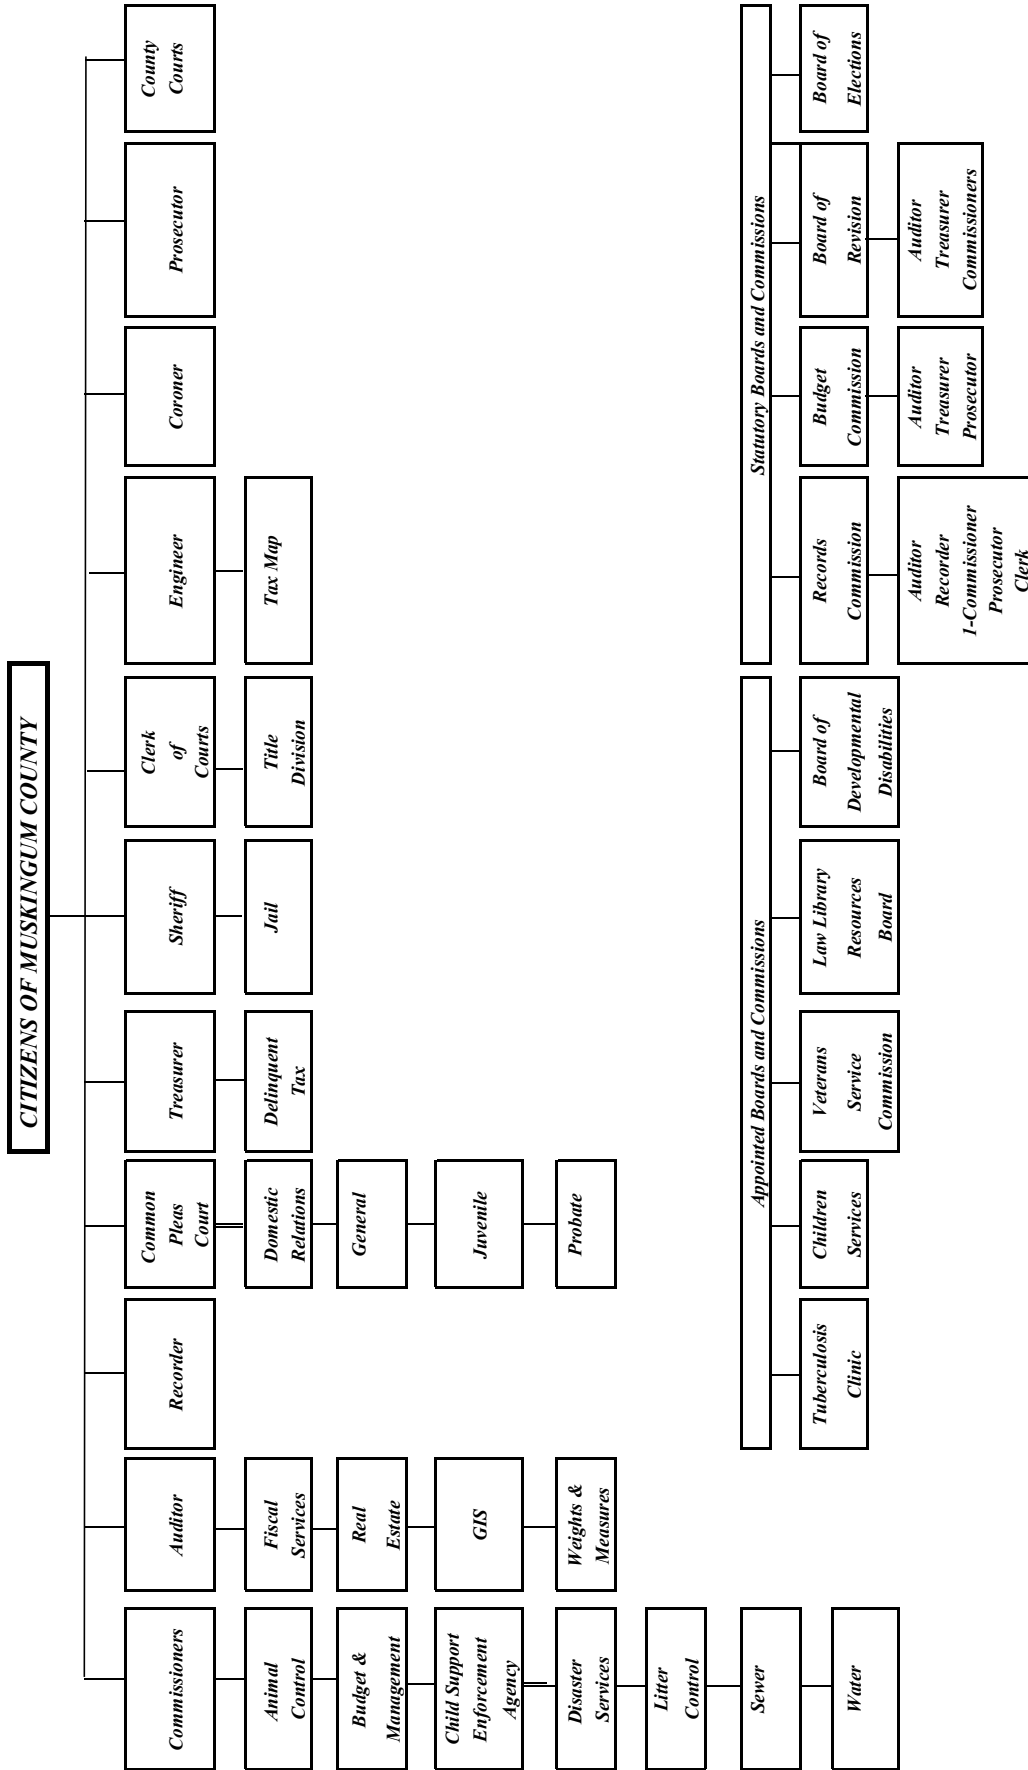 CITIZENS OF MUSKINGUM COUNTY
Commissioners
Auditor
Recorder
Common
Pleas
Court
Treasurer
Sheriff
Clerk
of
Courts
Engineer
Coroner
Prosecutor
County
Courts
Animal
Control
Fiscal
Services
Domestic
Relations
Delinquent
Tax
Jail
Title
Division
Tax Map
Budget &
Management
Real
Estate
General
Child Support
Enforcement
Agency
GIS
Juvenile
Disaster
Services
Weights &
Measures
Probate
Litter
Control
Sewer
Water
Appointed Boards and Commissions
Tuberculosis
Clinic
Children
Services
Veterans
Service
Commission
Law Library
Resources
Board
Board of
Developmental
Disabilities
Statutory Boards and Commissions
Records
Commission
Budget
Commission
Board of
Revision
Board of
Elections
Auditor
Recorder
1-Commissioner
Prosecutor
Clerk
Auditor
Treasurer
Prosecutor
Auditor
Treasurer
Commissioners